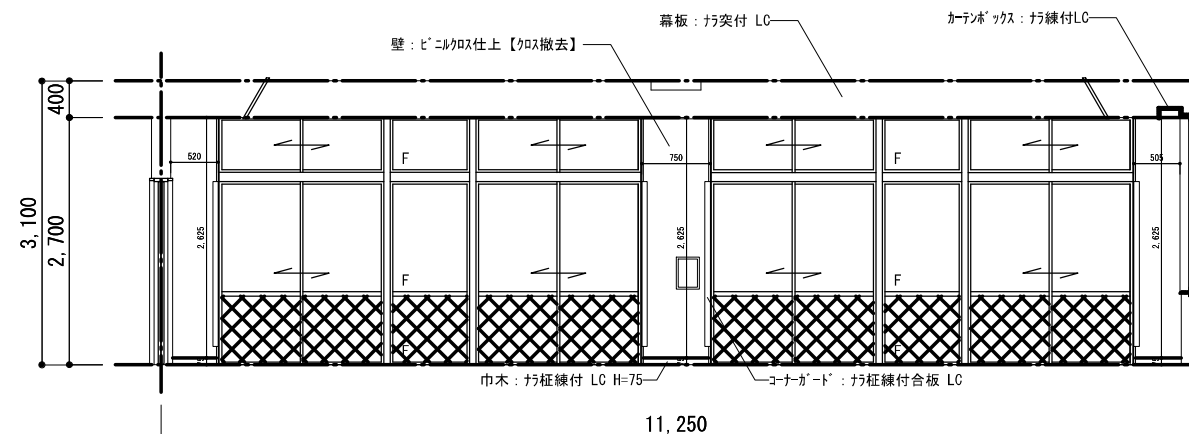 幕板：ﾅﾗ突付 LC
ｶｰﾃﾝﾎﾞｯｸｽ：ﾅﾗ練付LC
壁：ﾋﾞﾆﾙｸﾛｽ仕上【ｸﾛｽ撤去】
400
3,100
2,700
520
750
505
F
F
2,625
2,625
2,625
F
F
F
F
巾木：ﾅﾗ柾練付 LC H=75
ｺｰﾅｰｶﾞｰﾄﾞ：ﾅﾗ柾練付合板 LC
11,250